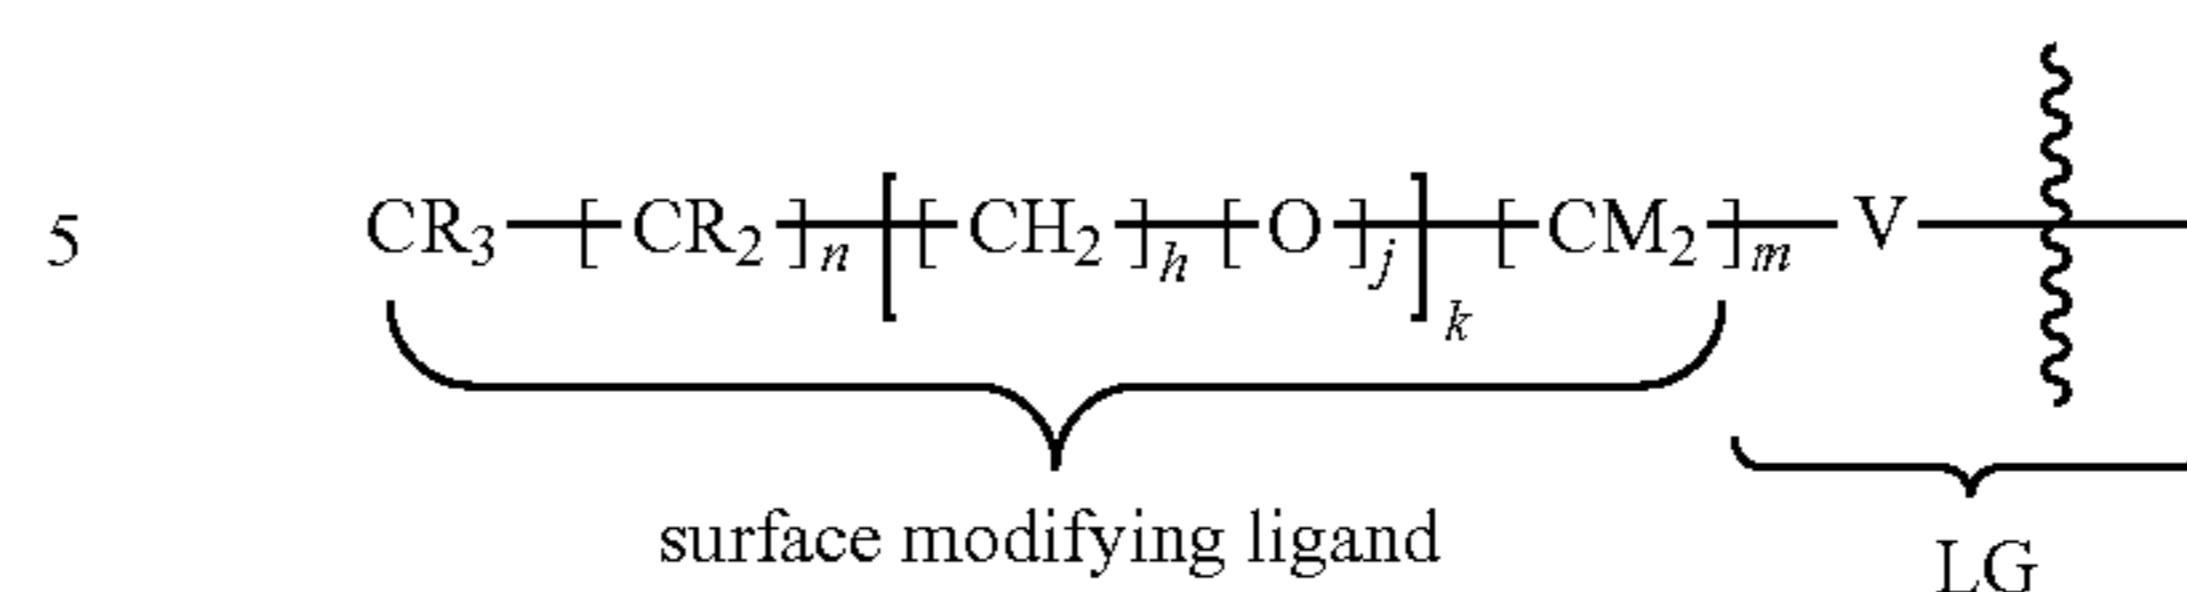 5 CR3—[CR2]n—[[CH2]h—[O]j]k—[CM2]m—V—
surface modifying ligand
LG